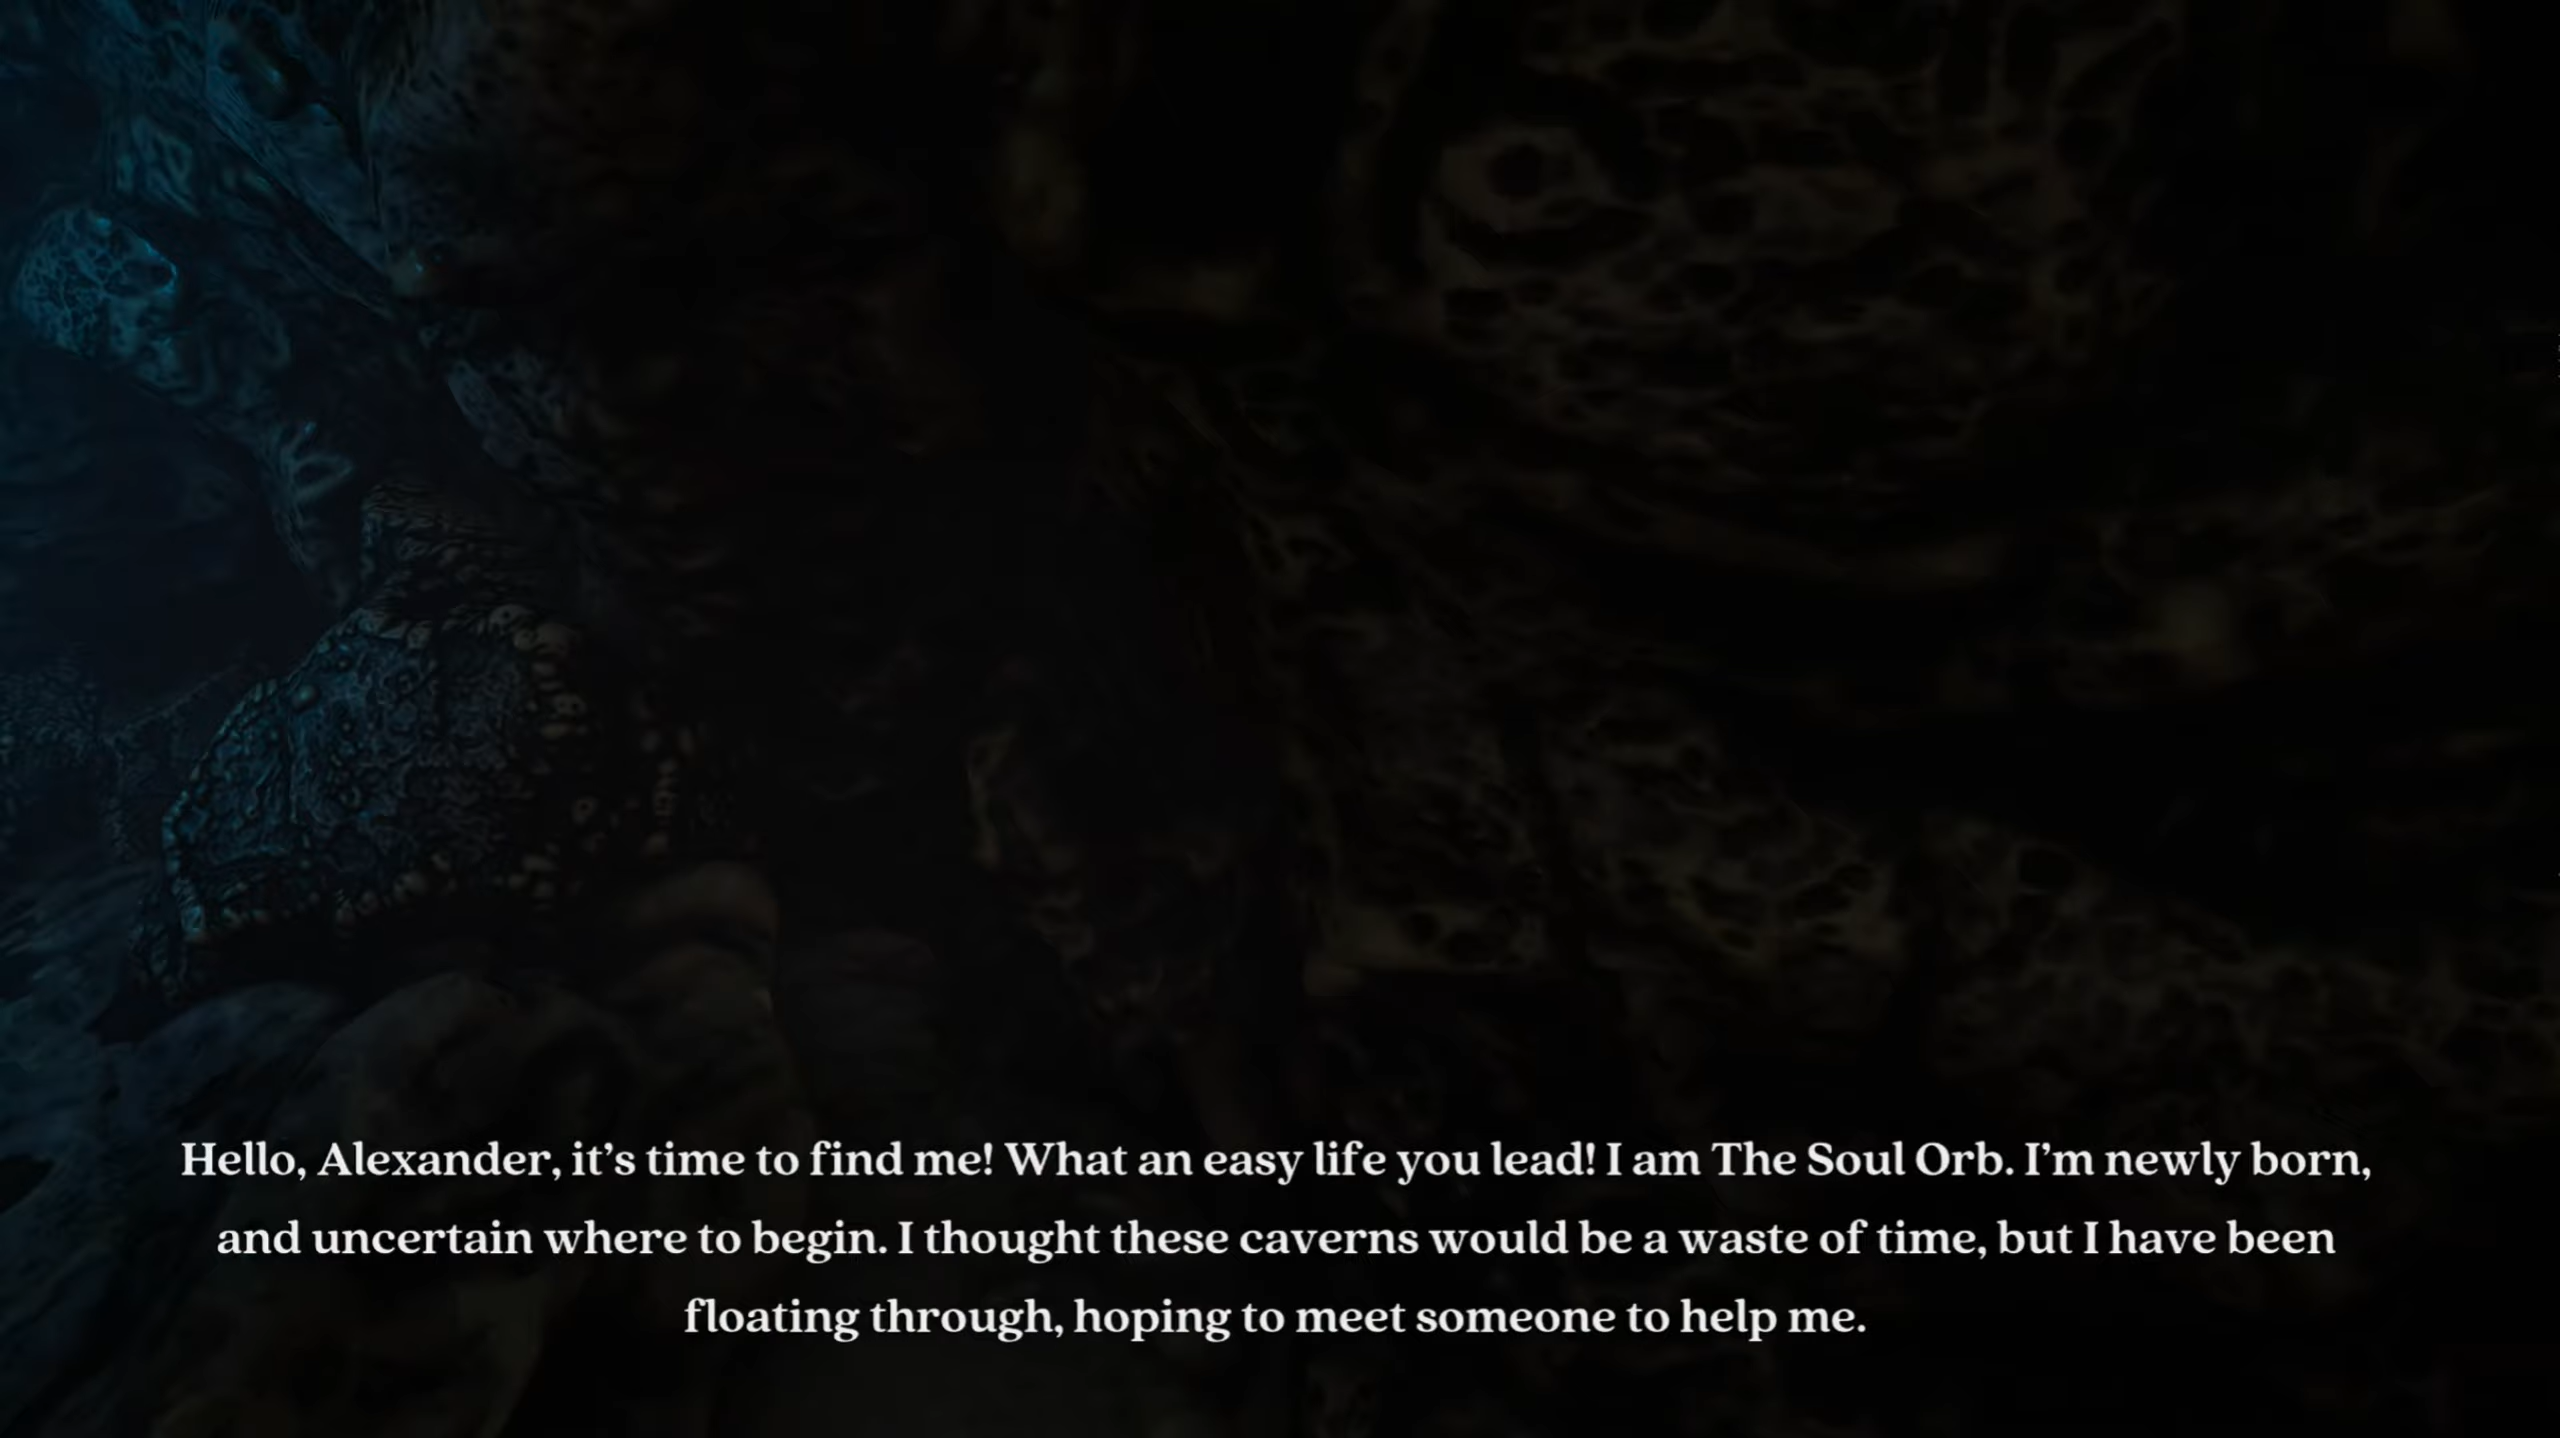 Hello, Alexander, it’s time to find me! What an easy life you lead! I am The Soul Orb. I’m newly born,
and uncertain where to begin. I thought these caverns would be a waste of time, but I have been
floating through, hoping to meet someone to help me.